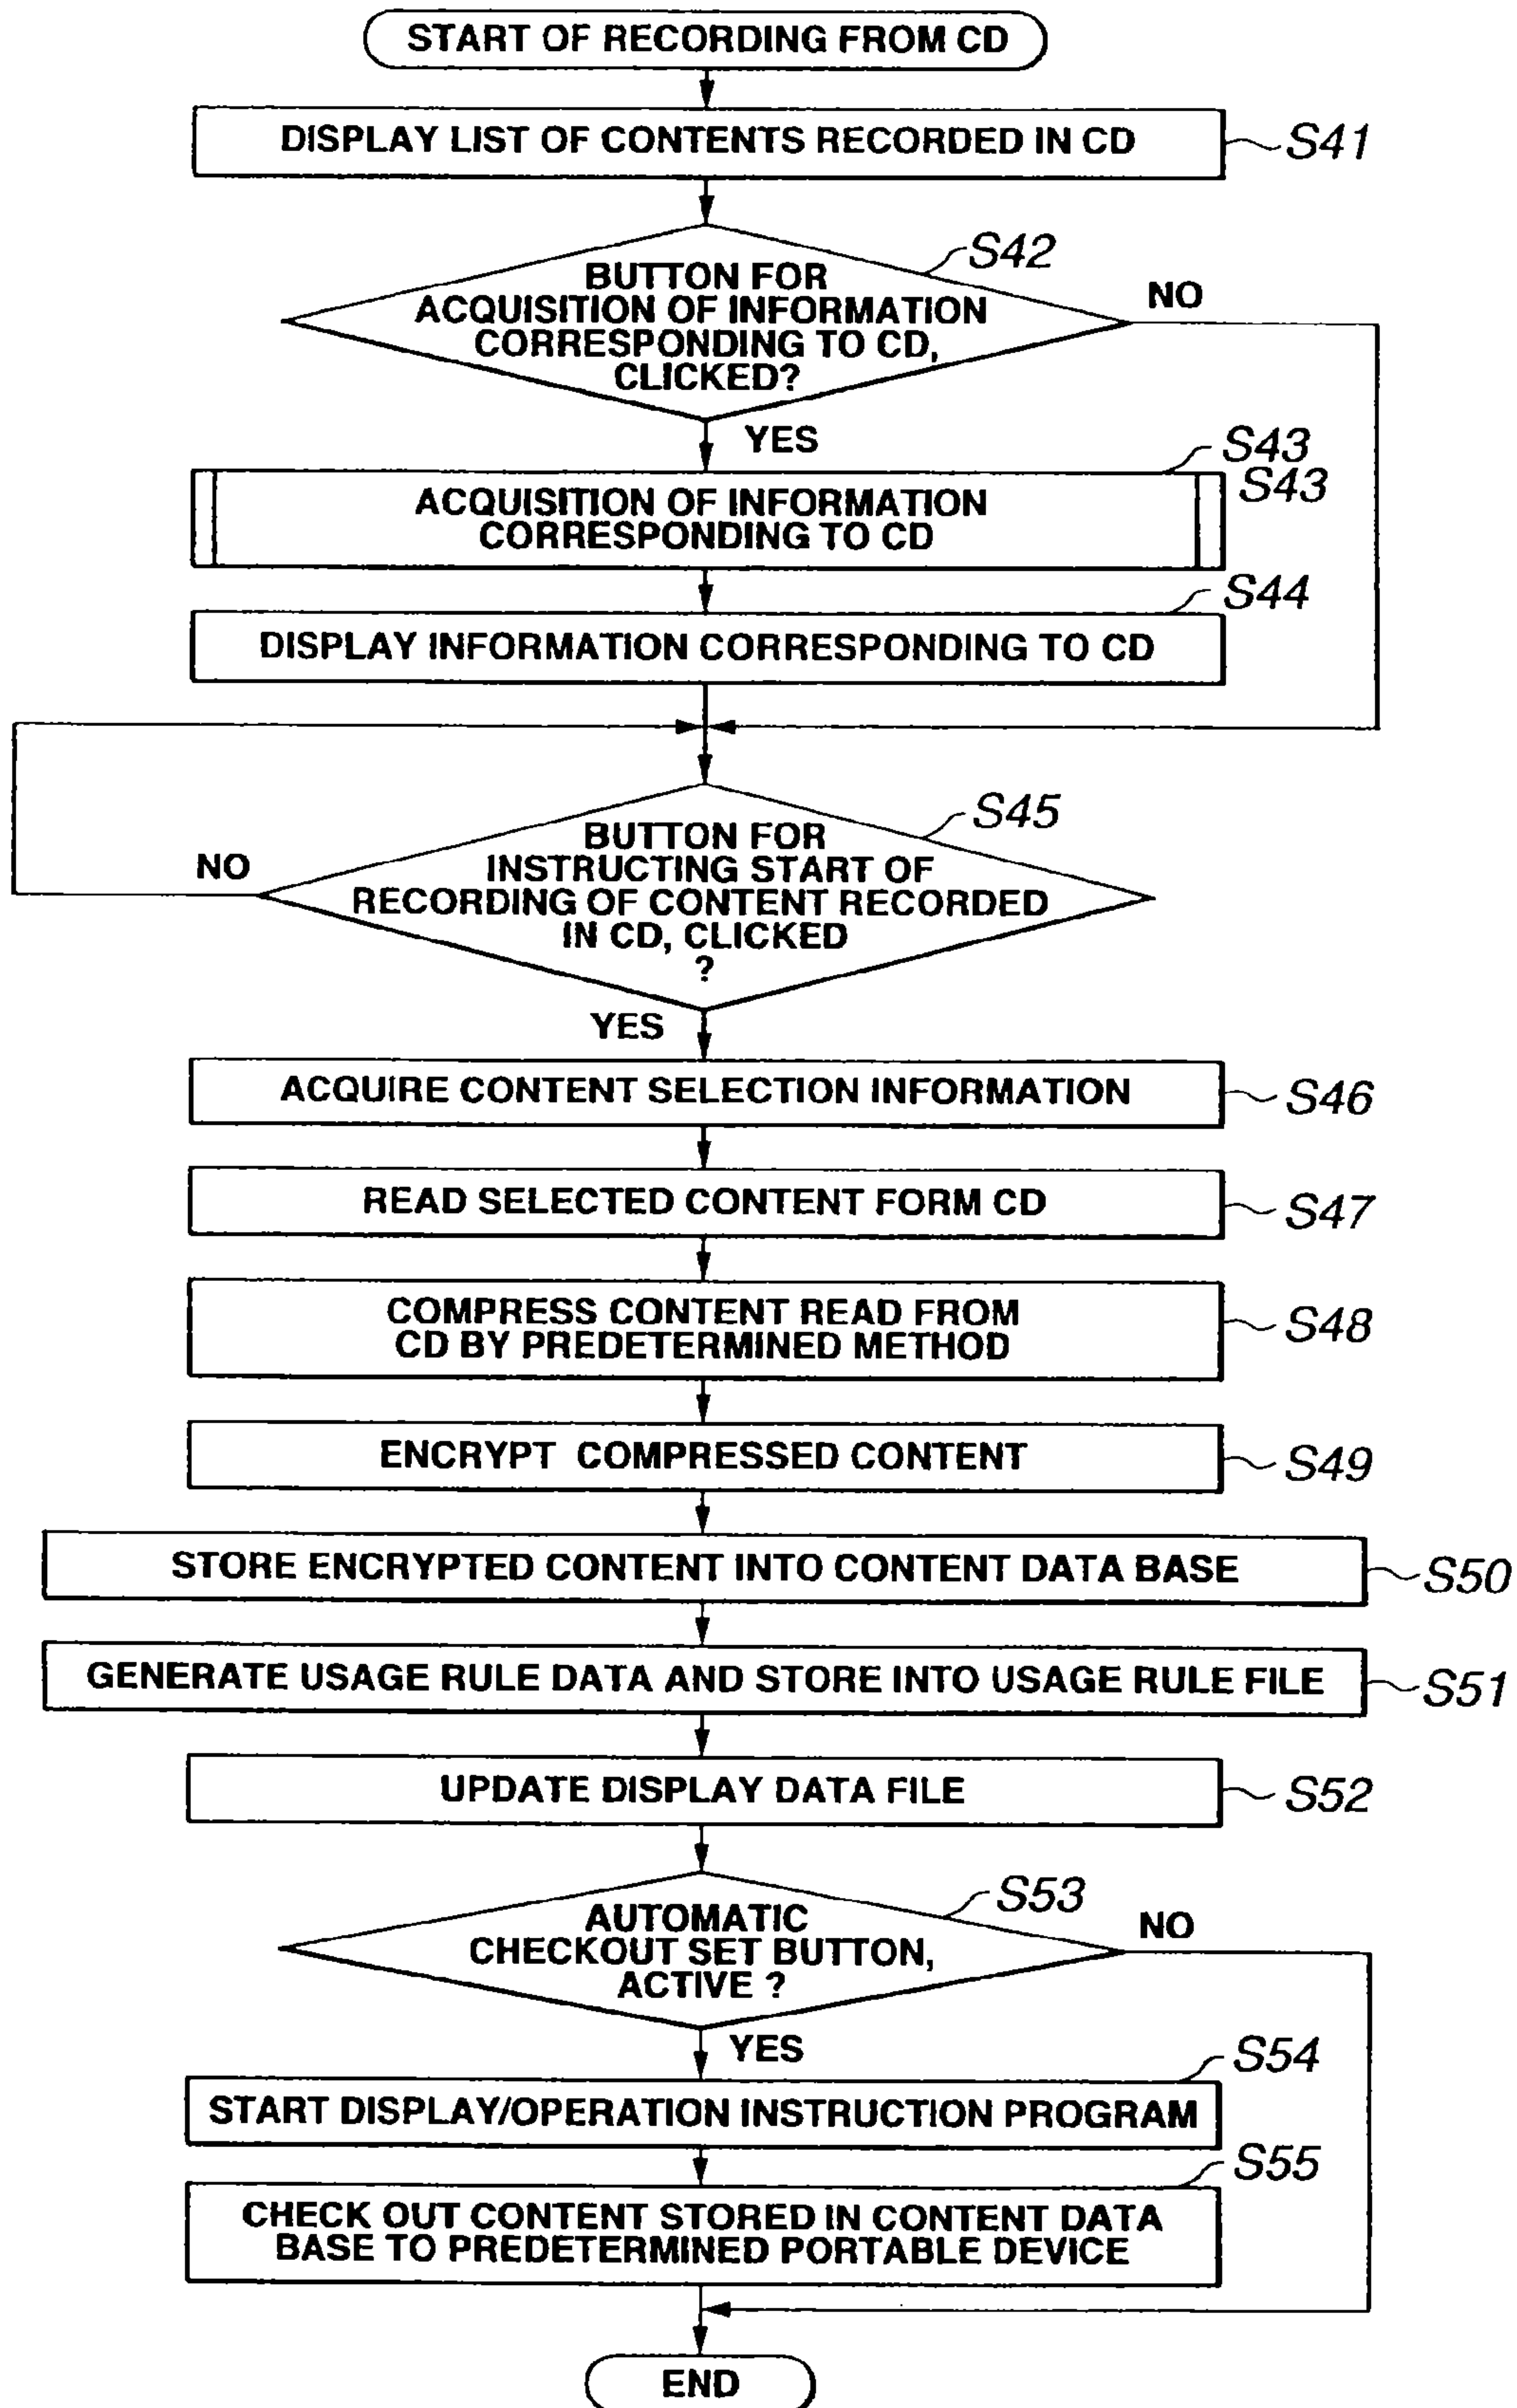 START OF RECORDING FROM CD
DISPLAY LIST OF CONTENTS RECORDED IN CD
S41
S42
BUTTON FOR
ACQUISITION OF INFORMATION
CORRESPONDING TO CD,
CLICKED?
NO
YES
S43
S43
ACQUISITION OF INFORMATION
CORRESPONDING TO CD
S44
DISPLAY INFORMATION CORRESPONDING TO CD
S45
BUTTON FOR
INSTRUCTING START OF
RECORDING OF CONTENT RECORDED
IN CD, CLICKED
?
NO
YES
ACQUIRE CONTENT SELECTION INFORMATION
S46
READ SELECTED CONTENT FORM CD
S47
COMPRESS CONTENT READ FROM
CD BY PREDETERMINED METHOD
S48
ENCRYPT COMPRESSED CONTENT
S49
STORE ENCRYPTED CONTENT INTO CONTENT DATA BASE
S50
GENERATE USAGE RULE DATA AND STORE INTO USAGE RULE FILE
S51
UPDATE DISPLAY DATA FILE
S52
S53
AUTOMATIC
CHECKOUT SET BUTTON,
ACTIVE ?
NO
YES
S54
START DISPLAY/OPERATION INSTRUCTION PROGRAM
S55
CHECK OUT CONTENT STORED IN CONTENT DATA
BASE TO PREDETERMINED PORTABLE DEVICE
END